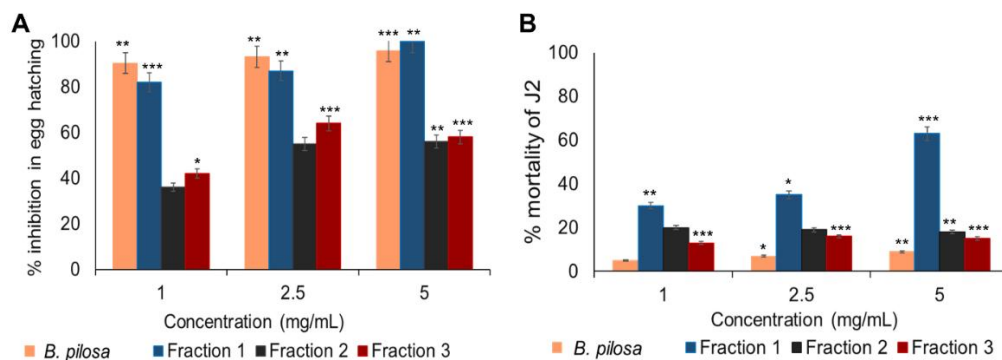 A
% inhibition in egg hatching
100
80
60
40
20
0
** *** ** ** *** ** *** ** *** *
1 2.5 5
Concentration (mg/mL)
B. pilosa Fraction 1 Fraction 2 Fraction 3
B
% mortality of J2
100
80
60
40
20
0
** *** * * *** ** *** ** ***
1 2.5 5
Concentration (mg/mL)
B. pilosa Fraction 1 Fraction 2 Fraction 3